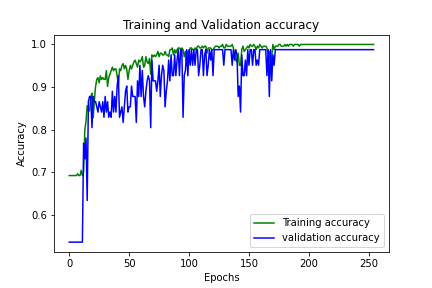 Training and Validation accuracy
1.0
0.9
0.8
0.7
0.6
Accuracy
Training accuracy
validation accuracy
0 50 100 150 200 250
Epochs